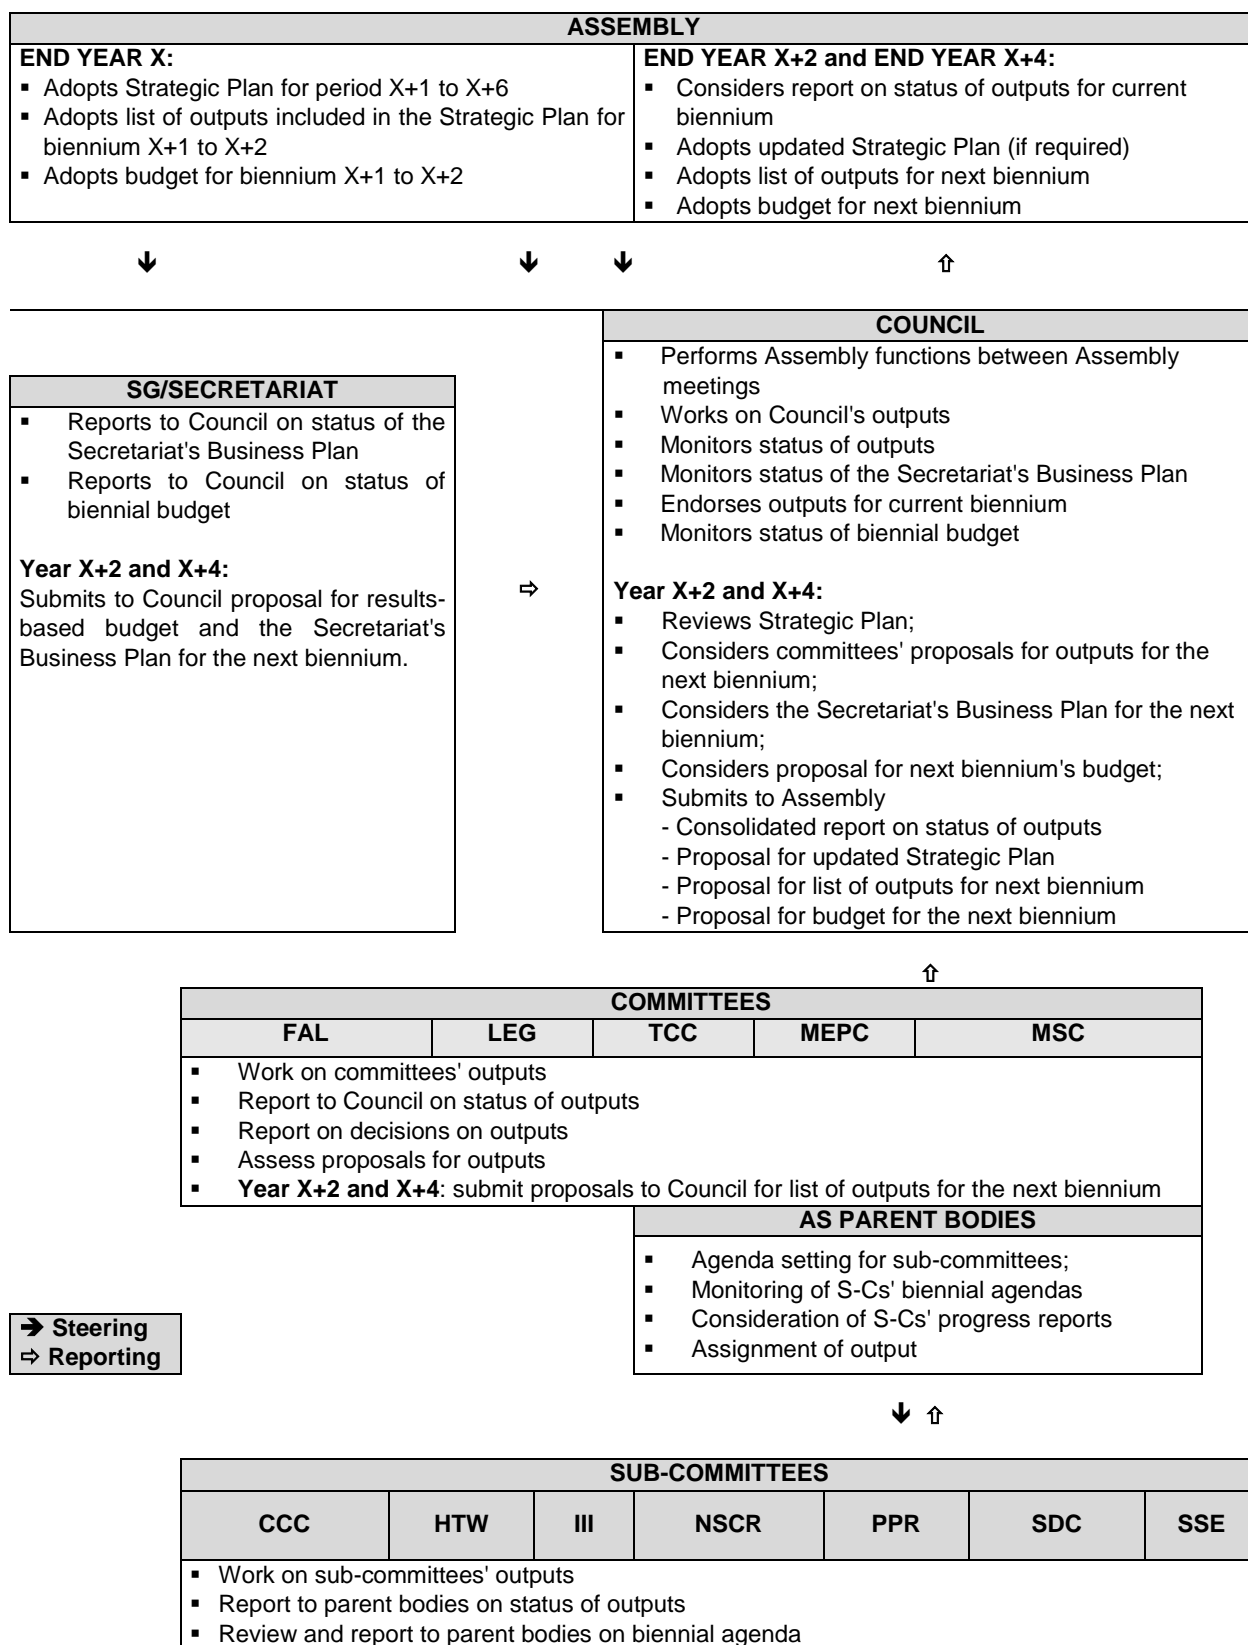 ASSEMBLY
END YEAR X:
▪ Adopts Strategic Plan for period X+1 to X+6
▪ Adopts list of outputs included in the Strategic Plan for
biennium X+1 to X+2
▪ Adopts budget for biennium X+1 to X+2
END YEAR X+2 and END YEAR X+4:
▪ Considers report on status of outputs for current
biennium
▪ Adopts updated Strategic Plan (if required)
▪ Adopts list of outputs for next biennium
▪ Adopts budget for next biennium
SG/SECRETARIAT
▪ Reports to Council on status of the
Secretariat's Business Plan
▪ Reports to Council on status of
biennial budget
Year X+2 and X+4:
Submits to Council proposal for results-
based budget and the Secretariat's
Business Plan for the next biennium.
COUNCIL
▪ Performs Assembly functions between Assembly
meetings
▪ Works on Council's outputs
▪ Monitors status of outputs
▪ Monitors status of the Secretariat's Business Plan
▪ Endorses outputs for current biennium
▪ Monitors status of biennial budget
Year X+2 and X+4:
▪ Reviews Strategic Plan;
▪ Considers committees' proposals for outputs for the
next biennium;
▪ Considers the Secretariat's Business Plan for the next
biennium;
▪ Considers proposal for next biennium's budget;
▪ Submits to Assembly
- Consolidated report on status of outputs
- Proposal for updated Strategic Plan
- Proposal for list of outputs for next biennium
- Proposal for budget for the next biennium
COMMITTEES
FAL LEG TCC MEPC MSC
▪ Work on committees' outputs
▪ Report to Council on status of outputs
▪ Report on decisions on outputs
▪ Assess proposals for outputs
▪ Year X+2 and X+4: submit proposals to Council for list of outputs for the next biennium
AS PARENT BODIES
▪ Agenda setting for sub-committees;
▪ Monitoring of S-Cs' biennial agendas
▪ Consideration of S-Cs' progress reports
▪ Assignment of output
➔ Steering
⇨ Reporting
SUB-COMMITTEES
CCC HTW III NSCR PPR SDC SSE
▪ Work on sub-committees' outputs
▪ Report to parent bodies on status of outputs
▪ Review and report to parent bodies on biennial agenda